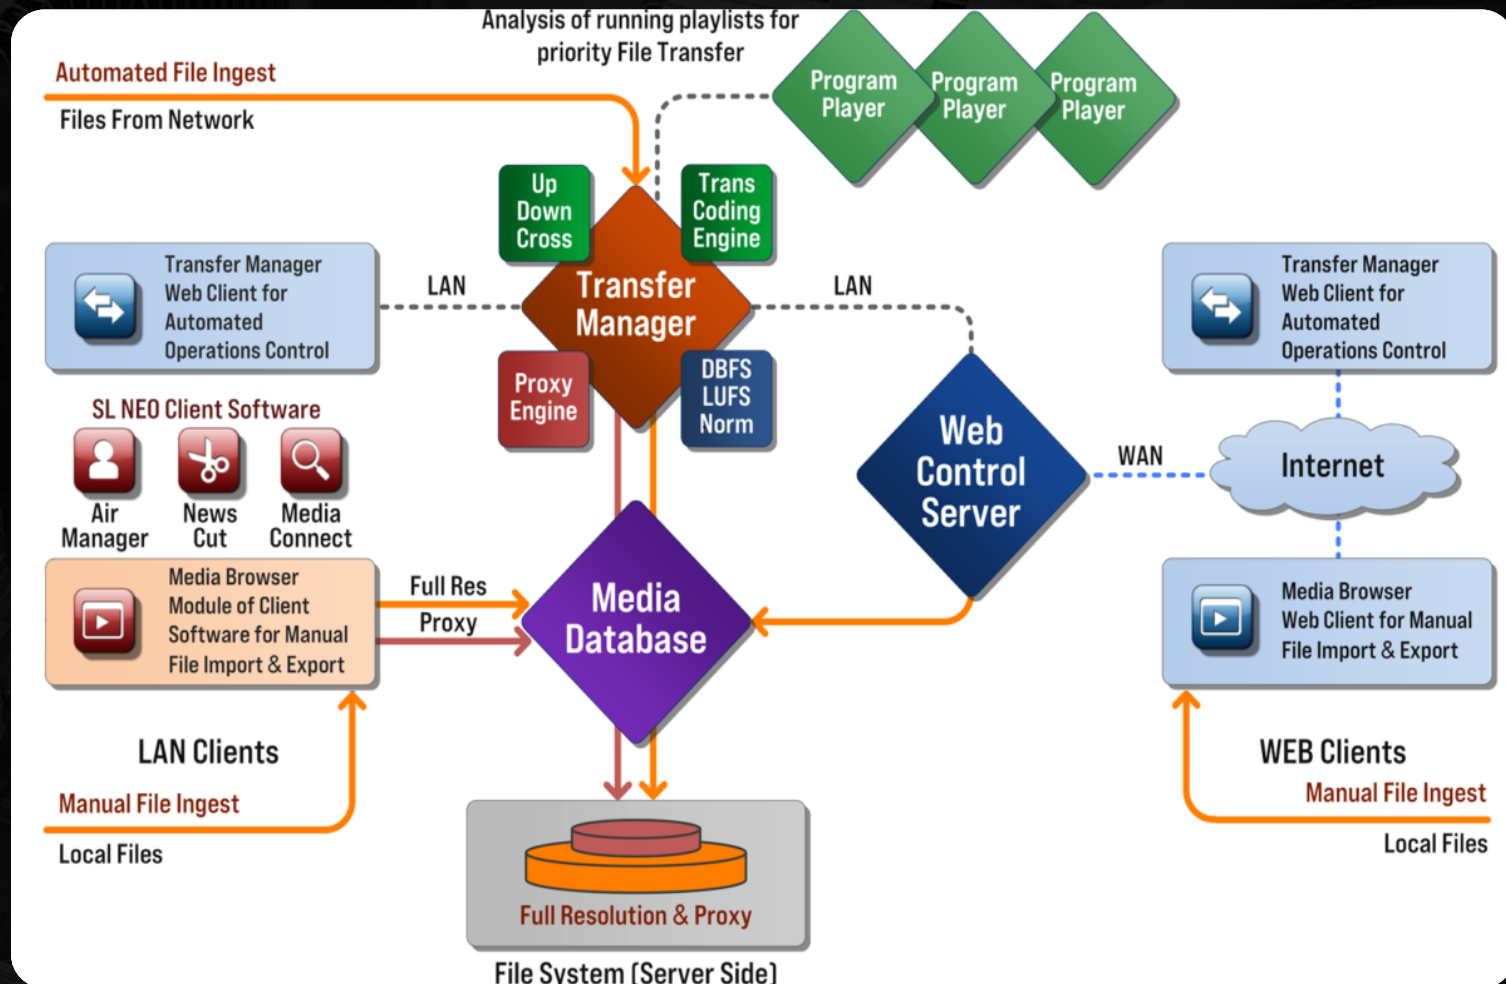 Analysis of running playlists for
priority File Transfer
Automated File Ingest
Files From Network
Program
Player
Program
Player
Program
Player
Up
Down
Cross
Trans
Coding
Engine
Transfer Manager
Web Client for
Automated
Operations Control
LAN
Transfer
Manager
LAN
Transfer Manager
Web Client for
Automated
Operations Control
Proxy
Engine
DBFS
LUFS
Norm
SL NEO Client Software
Air
Manager
News
Cut
Media
Connect
Web
Control
Server
WAN
Internet
Media Browser
Module of Client
Software for Manual
File Import & Export
Full Res
Proxy
Media
Database
Media Browser
Web Client for Manual
File Import & Export
LAN Clients
Manual File Ingest
Local Files
WEB Clients
Manual File Ingest
Local Files
Full Resolution & Proxy
File System (Server Side)